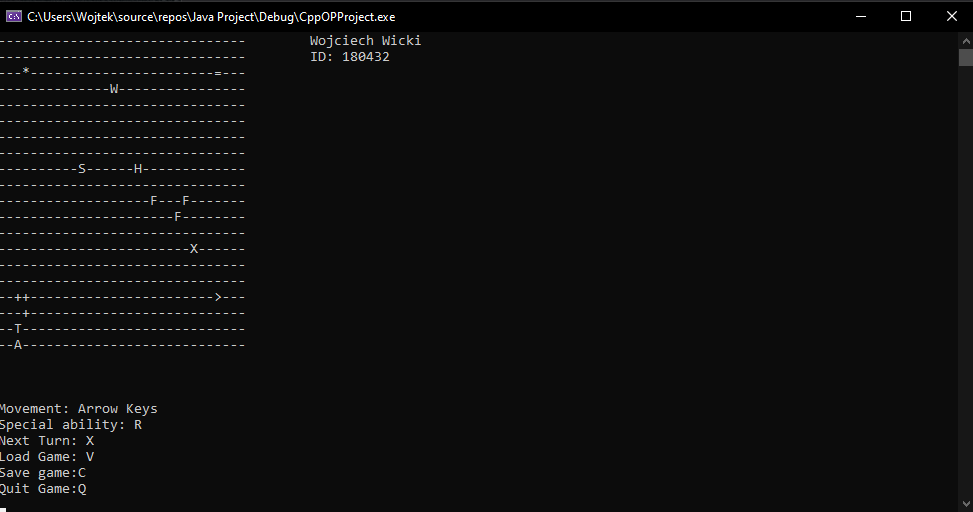 C:\Users\Wojtek\source\repos\Java Project\Debug\CppOPProject.exe
------------------------------- Wojciech Wicki
------------------------------- ID: 180432
---*-----------------------=---
--------------W----------------
-------------------------------
-------------------------------
-------------------------------
-------------------------------
----------S------H-------------
-------------------------------
-------------------F---F-------
----------------------F--------
-------------------------------
------------------------X------
-------------------------------
-------------------------------
--++----------------------->---
---+---------------------------
--T----------------------------
--A----------------------------
Movement: Arrow Keys
Special ability: R
Next Turn: X
Load Game: V
Save game:C
Quit Game:Q